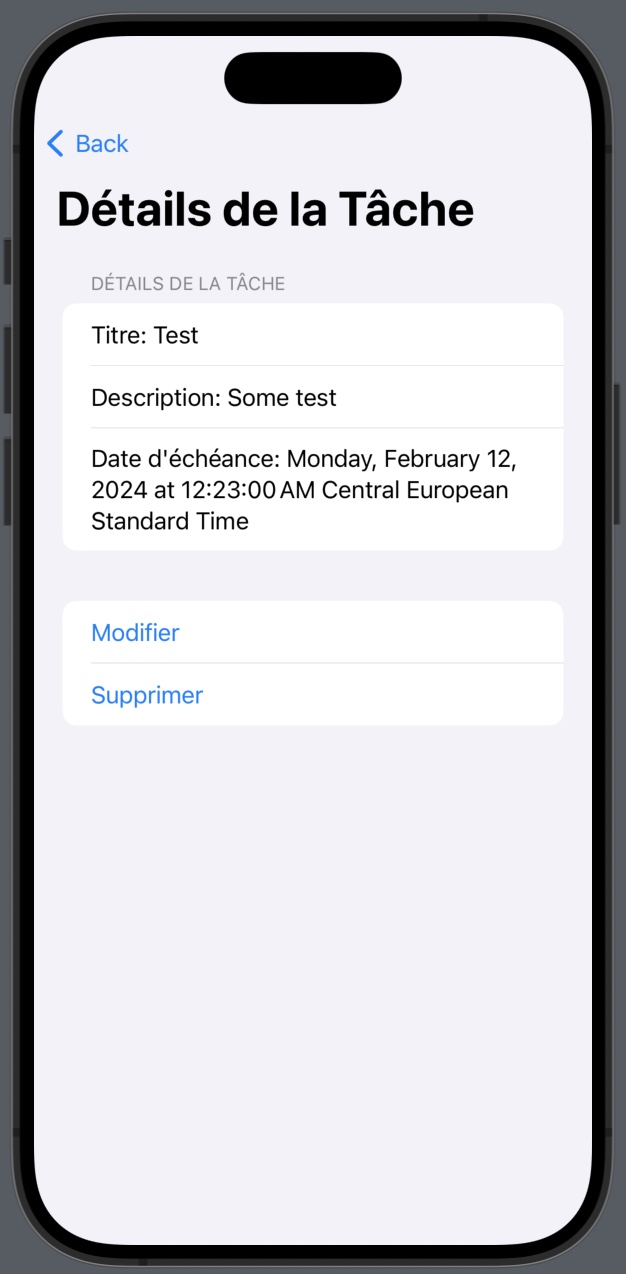 Back
Détails de la Tâche
DÉTAILS DE LA TÂCHE
Titre: Test
Description: Some test
Date d'échéance: Monday, February 12,
2024 at 12:23:00 AM Central European
Standard Time
Modifier
Supprimer